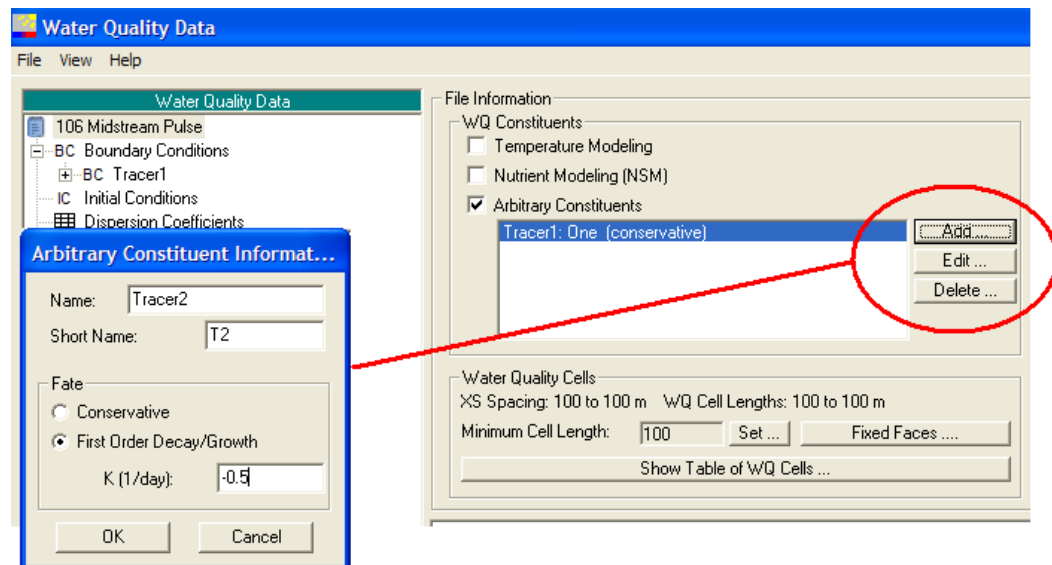 Water Quality Data
File View Help
Water Quality Data
106 Midstream Pulse
BC Boundary Conditions
BC Tracer1
IC Initial Conditions
Dispersion Coefficients
Arbitrary Constituent Informat...
Name: Tracer2
Short Name: T2
Fate
Conservative
First Order Decay/Growth
K (1/day): -0.5
OK Cancel
File Information
WQ Constituents
Temperature Modeling
Nutrient Modeling (NSM)
Arbitrary Constituents
Tracer1: One (conservative)
Add ...
Edit ...
Delete ...
Water Quality Cells
XS Spacing: 100 to 100 m WQ Cell Lengths: 100 to 100 m
Minimum Cell Length: 100 Set ... Fixed Faces ....
Show Table of WQ Cells ...